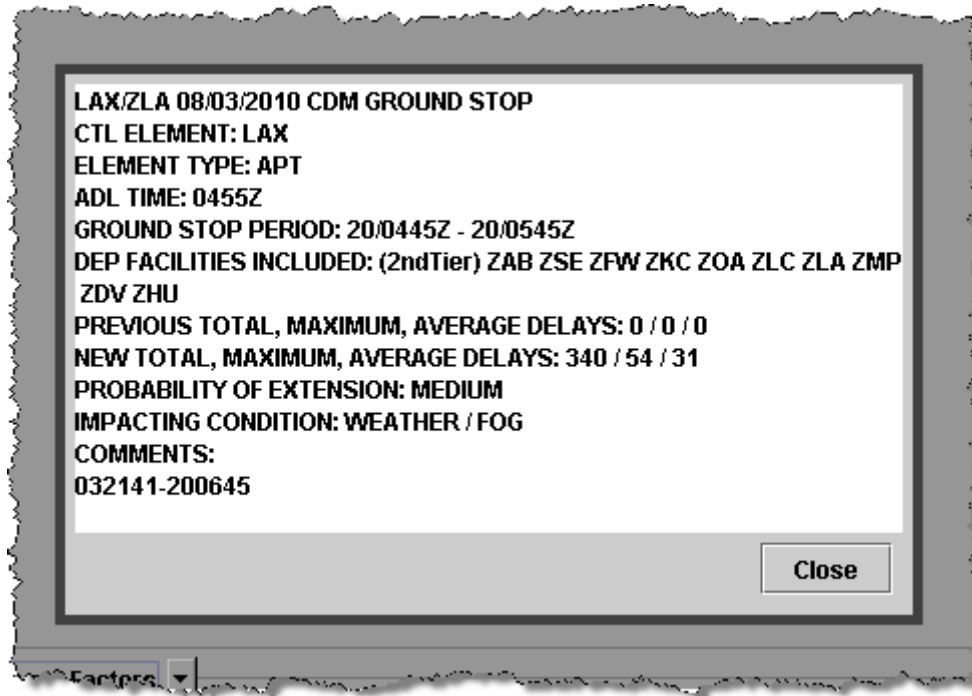 LAX/ZLA 08/03/2010 CDM GROUND STOP
CTL ELEMENT: LAX
ELEMENT TYPE: APT
ADL TIME: 0455Z
GROUND STOP PERIOD: 20/0445Z - 20/0545Z
DEP FACILITIES INCLUDED: (2ndTier) ZAB ZSE ZFW ZKC ZOA ZLC ZLA ZMP
ZDV ZHU
PREVIOUS TOTAL, MAXIMUM, AVERAGE DELAYS: 0 / 0 / 0
NEW TOTAL, MAXIMUM, AVERAGE DELAYS: 340 / 54 / 31
PROBABILITY OF EXTENSION: MEDIUM
IMPACTING CONDITION: WEATHER / FOG
COMMENTS:
032141-200645
Close
Factors